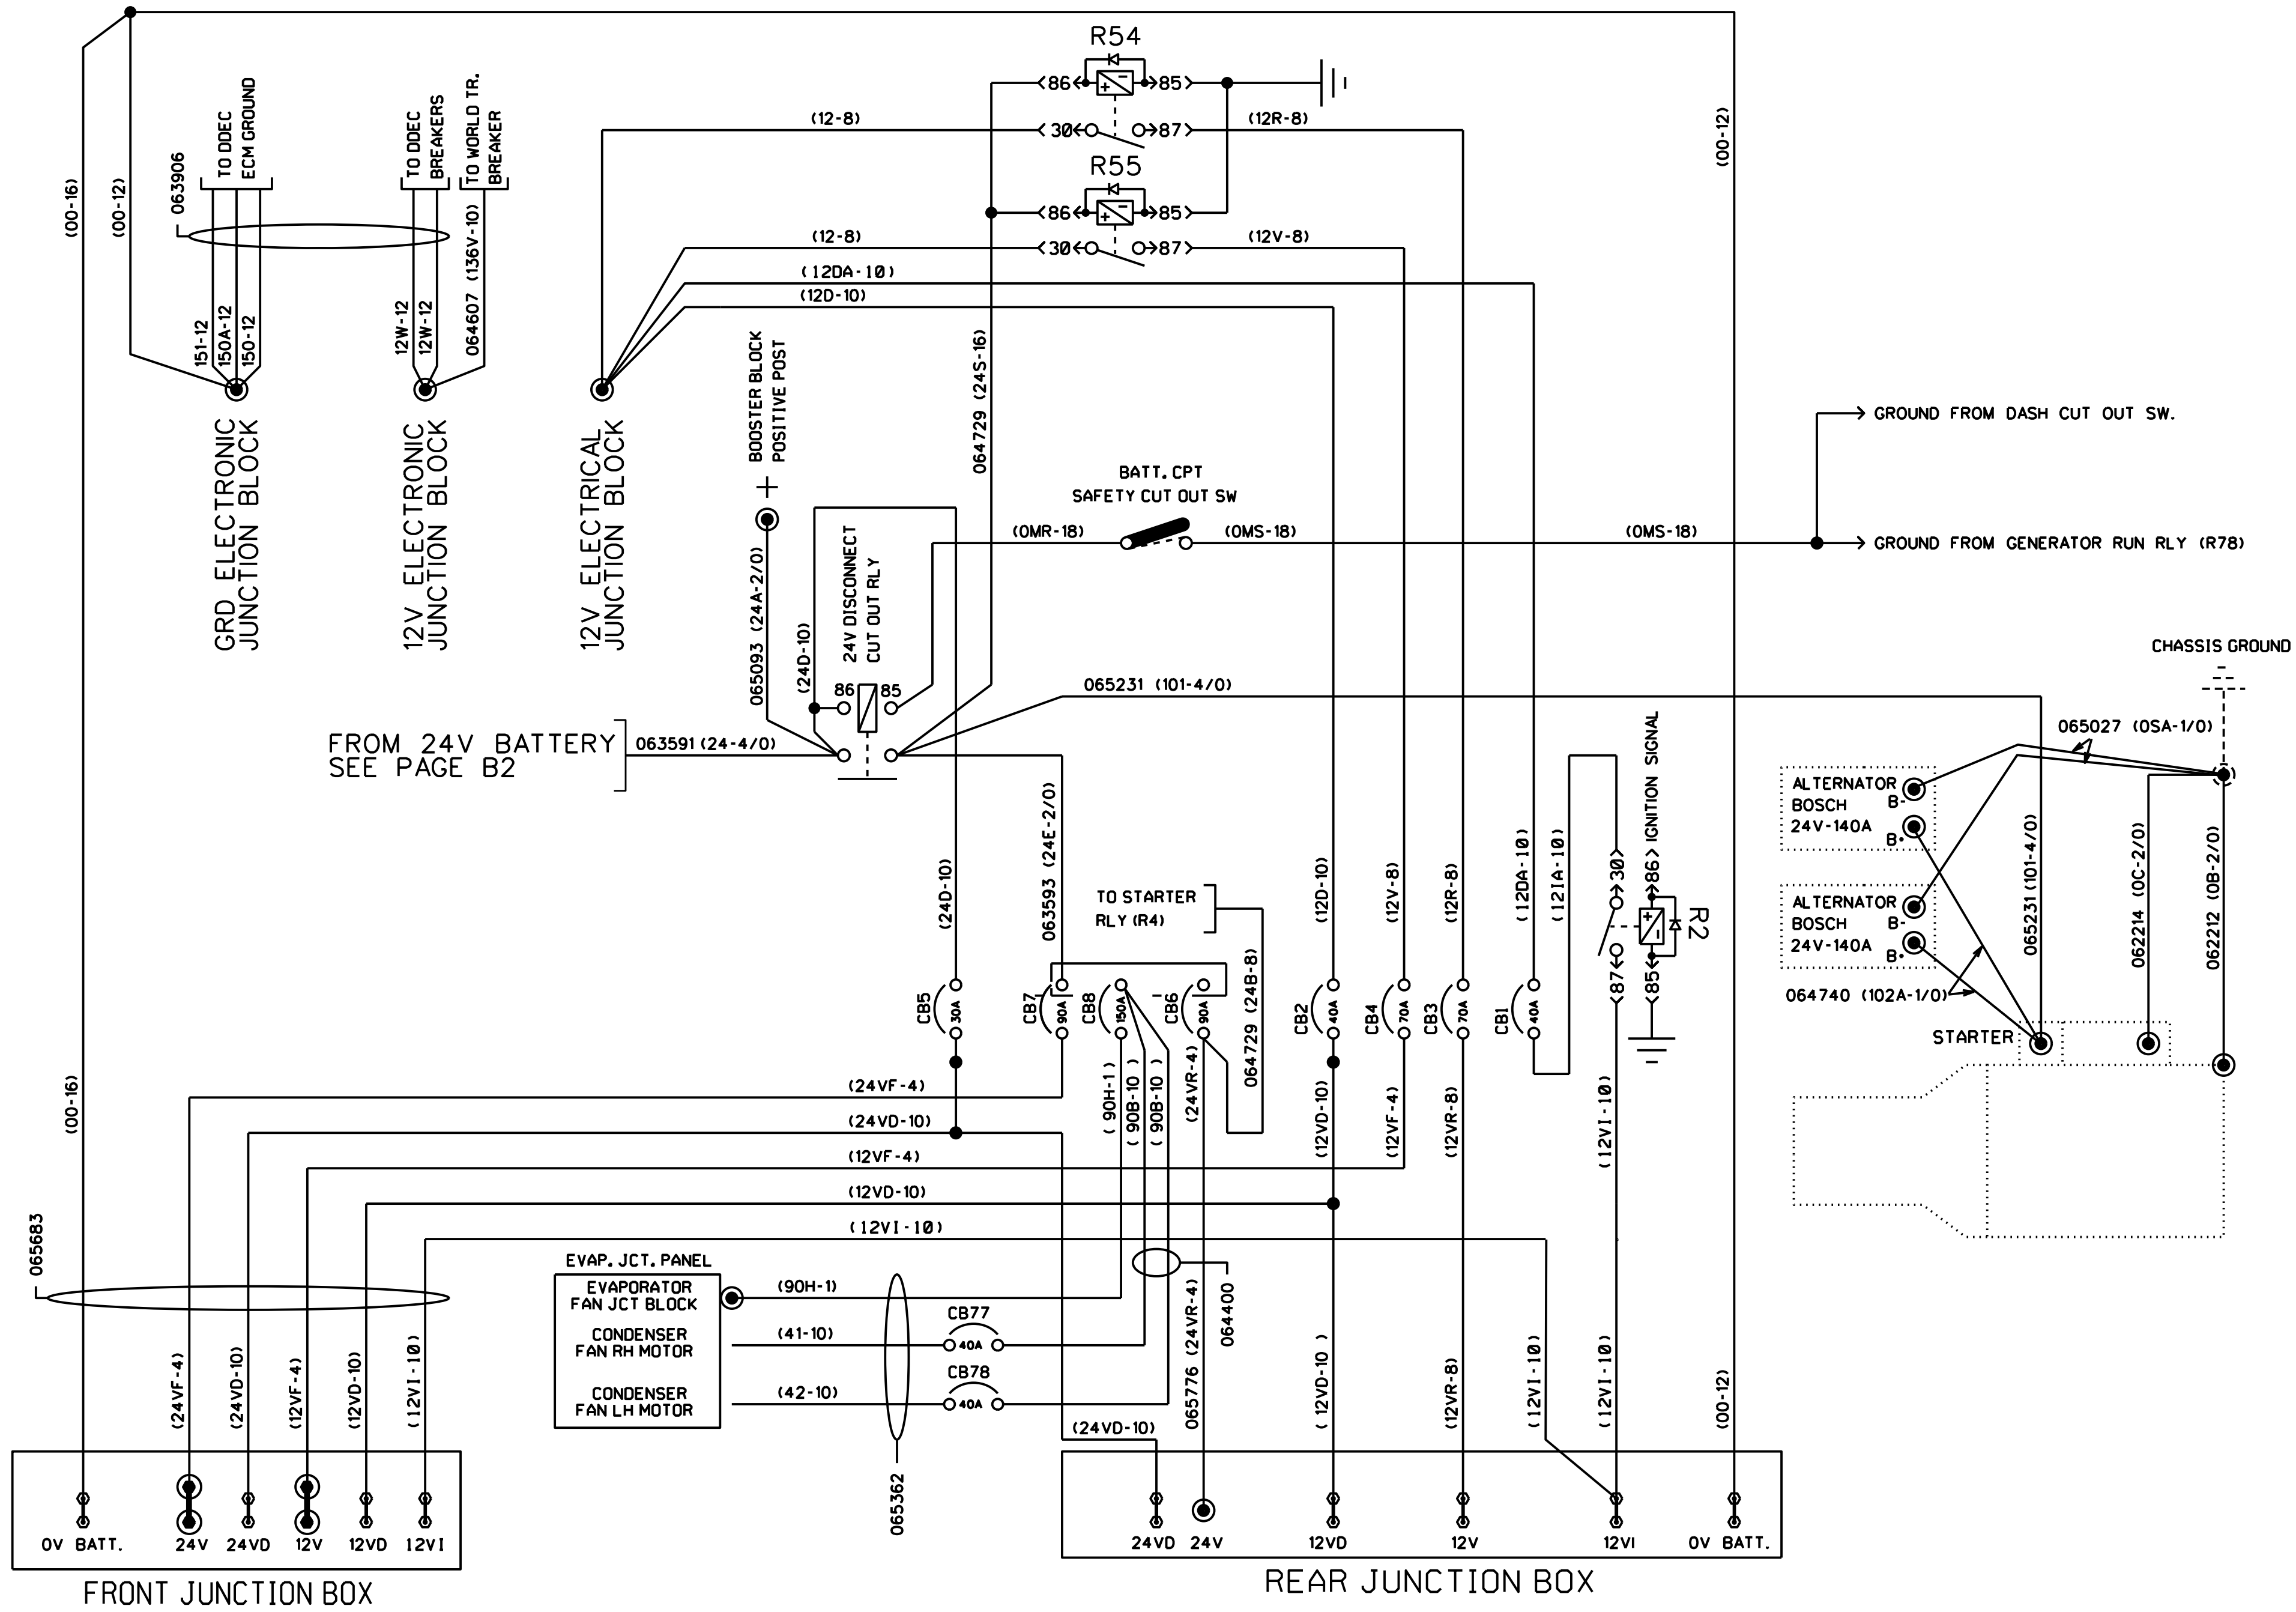 R54
86
85
(12-8)
30
87
(12R-8)
R55
86
85
(12-8)
30
87
(12V-8)
(12DA-10)
(12D-10)
(00-16)
(00-12)
063906
TO DDEC
ECM GROUND
TO DDEC
BREAKERS
TO WORLD TR.
BREAKER
151-12
150A-12
150-12
12W-12
12W-12
064607 (136V-10)
(00-12)
GRD ELECTRONIC
JUNCTION BLOCK
12V ELECTRONIC
JUNCTION BLOCK
12V ELECTRICAL
JUNCTION BLOCK
BOOSTER BLOCK
POSITIVE POST
+
065093 (24A-2/0)
(24D-10)
24V DISCONNECT
CUT OUT RLY
86
85
064729 (24S-16)
BATT. CPT
SAFETY CUT OUT SW
(0MR-18)
(0MS-18)
(0MS-18)
GROUND FROM DASH CUT OUT SW.
GROUND FROM GENERATOR RUN RLY (R78)
FROM 24V BATTERY
SEE PAGE B2
063591 (24-4/0)
065231 (101-4/0)
CHASSIS GROUND
065027 (0SA-1/0)
ALTERNATOR
BOSCH
24V-140A
B-
B+
ALTERNATOR
BOSCH
24V-140A
B-
B+
064740 (102A-1/0)
STARTER
065231 (101-4/0)
062214 (0C-2/0)
062212 (0B-2/0)
(24D-10)
063593 (24E-2/0)
TO STARTER
RLY (R4)
064729 (24B-8)
(12D-10)
(12V-8)
(12R-8)
(12DA-10)
(12IA-10)
30
86
IGNITION SIGNAL
R2
87
85
CB5
30A
CB7
90A
CB8
150A
CB6
90A
CB2
40A
CB4
70A
CB3
70A
CB1
40A
(00-16)
(24VF-4)
(24VD-10)
(12VF-4)
(12VD-10)
(12VI-10)
(90H-1)
(90B-10)
(90B-10)
(24VR-4)
(12VD-10)
(12VF-4)
(12VR-8)
(12VI-10)
065683
EVAP. JCT. PANEL
EVAPORATOR
FAN JCT BLOCK
CONDENSER
FAN RH MOTOR
CONDENSER
FAN LH MOTOR
(90H-1)
(41-10)
(42-10)
CB77
40A
CB78
40A
065362
064400
065776 (24VR-4)
(24VD-10)
(12VD-10)
(12VR-8)
(12VI-10)
(12VI-10)
(00-12)
(24VF-4)
(24VD-10)
(12VF-4)
(12VD-10)
(12VI-10)
0V BATT.
24V
24VD
12V
12VD
12VI
FRONT JUNCTION BOX
24VD
24V
12VD
12V
12VI
0V BATT.
REAR JUNCTION BOX